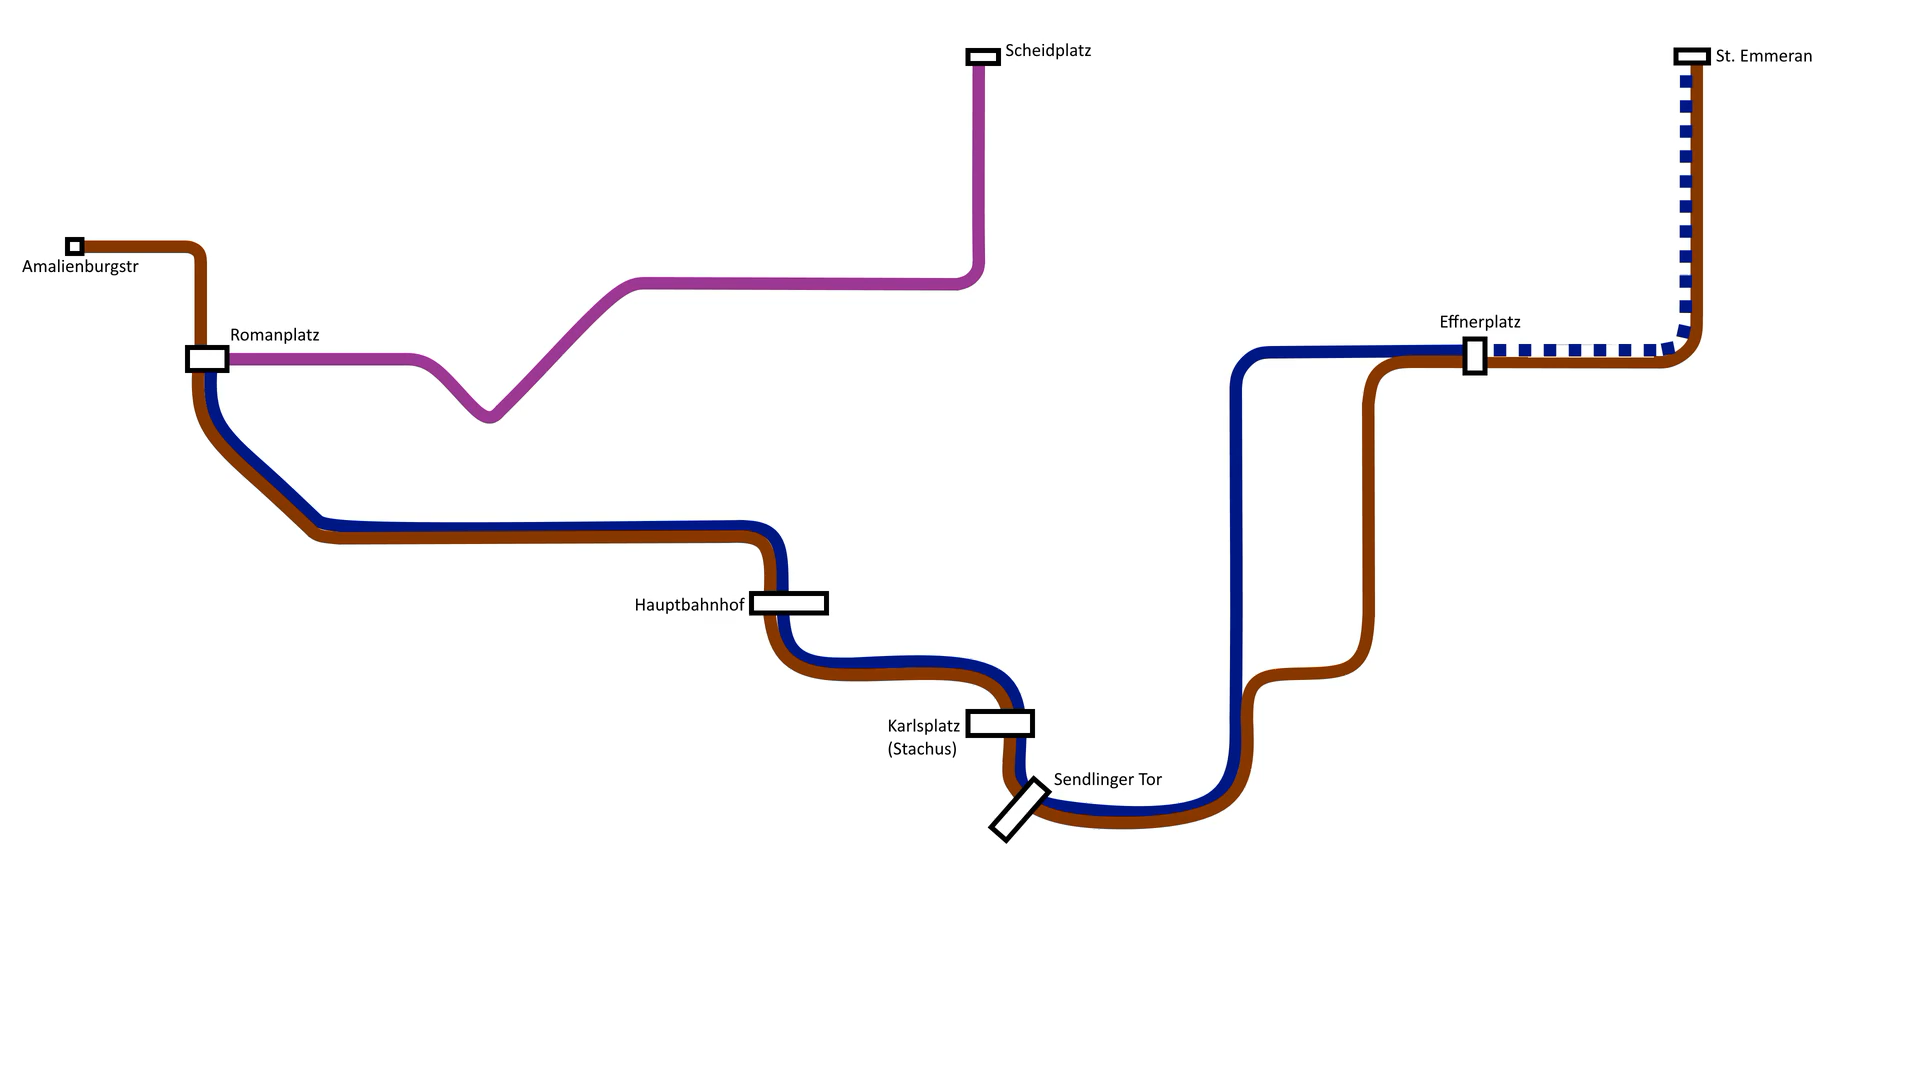 Scheidplatz
St. Emmeran
Amalienburgstr
Romanplatz
Effnerplatz
Hauptbahnhof
Karlsplatz
(Stachus)
Sendlinger Tor